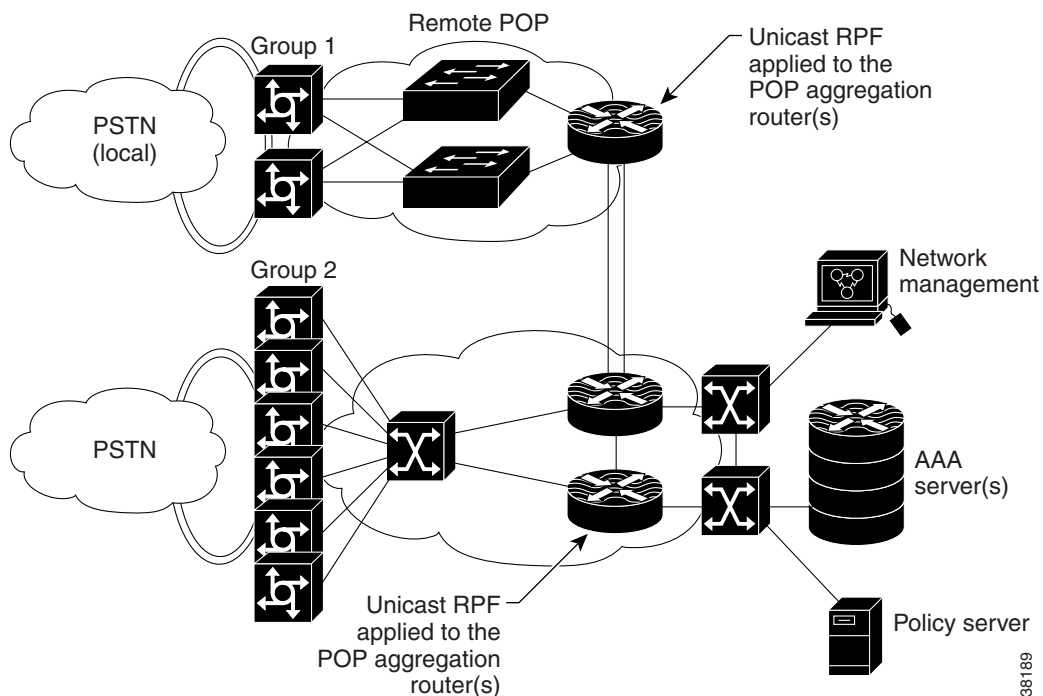 Remote POP
Group 1
Unicast RPF
applied to the
POP aggregation
router(s)
PSTN
(local)
Group 2
Network
management
PSTN
AAA
server(s)
Unicast RPF
applied to the
POP aggregation
router(s)
Policy server
38189